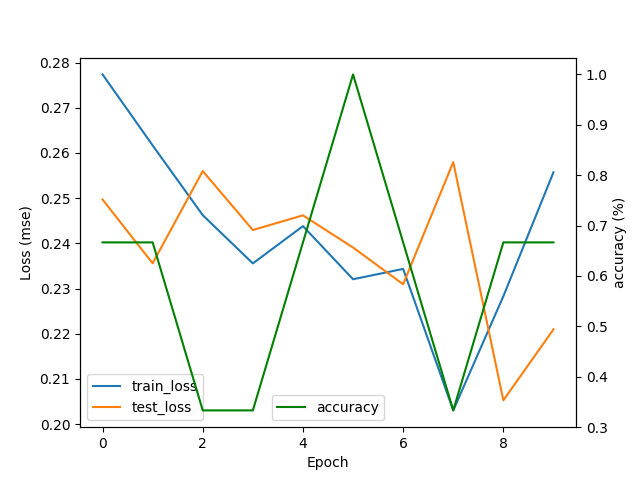 0.28
0.27
0.26
0.25
0.24
0.23
0.22
0.21
0.20
Loss (mse)
1.0
0.9
0.8
0.7
0.6
0.5
0.4
0.3
accuracy (%)
train_loss
test_loss
accuracy
0 2 4 6 8
Epoch